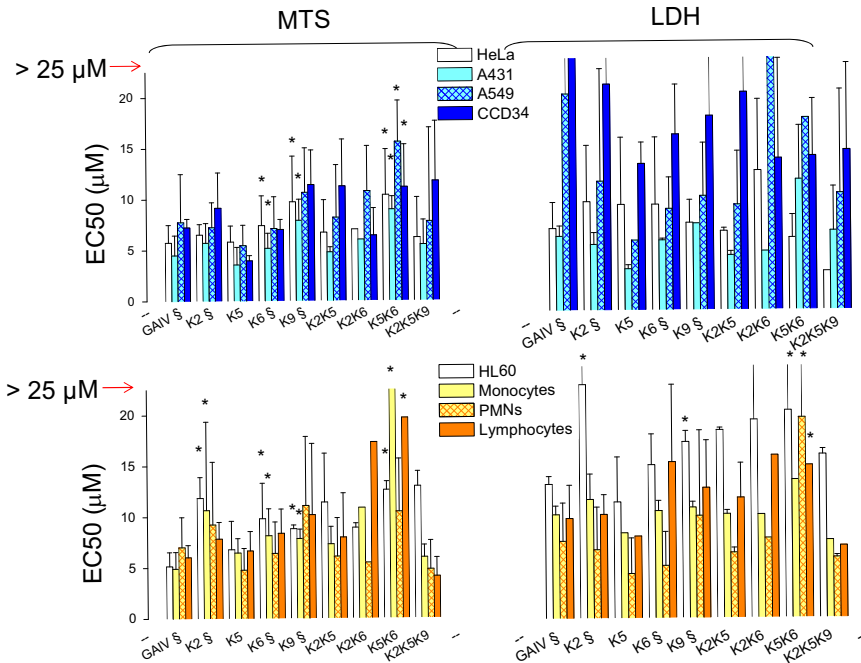 MTS
LDH
> 25 µM
HeLa
A431
A549
CCD34
EC50 (µM)
20
15
10
5
0
* * * * * * * *
– GAIV § K2 § K5 K6 § K9 § K2K5 K2K6 K5K6 K2K5K9 –
– GAIV § K2 § K5 K6 § K9 § K2K5 K2K6 K5K6 K2K5K9
> 25 µM
HL60
Monocytes
PMNs
Lymphocytes
EC50 (µM)
20
15
10
5
0
* * * * * * * * *
* * * * *
– GAIV § K2 § K5 K6 § K9 § K2K5 K2K6 K5K6 K2K5K9 –
– GAIV § K2 § K5 K6 § K9 § K2K5 K2K6 K5K6 K2K5K9 –